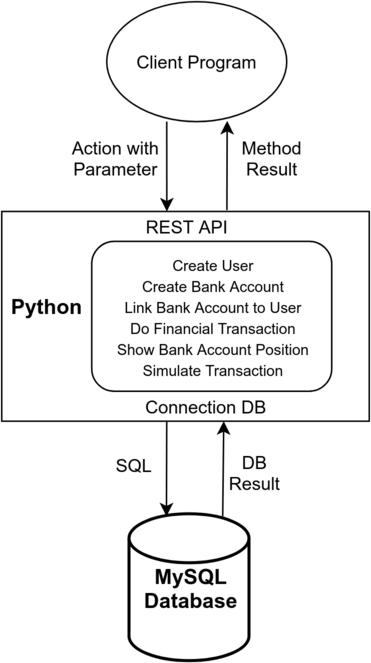 Client Program
Action with
Parameter
Method
Result
REST API
Python
Create User
Create Bank Account
Link Bank Account to User
Do Financial Transaction
Show Bank Account Position
Simulate Transaction
Connection DB
SQL
DB
Result
MySQL
Database